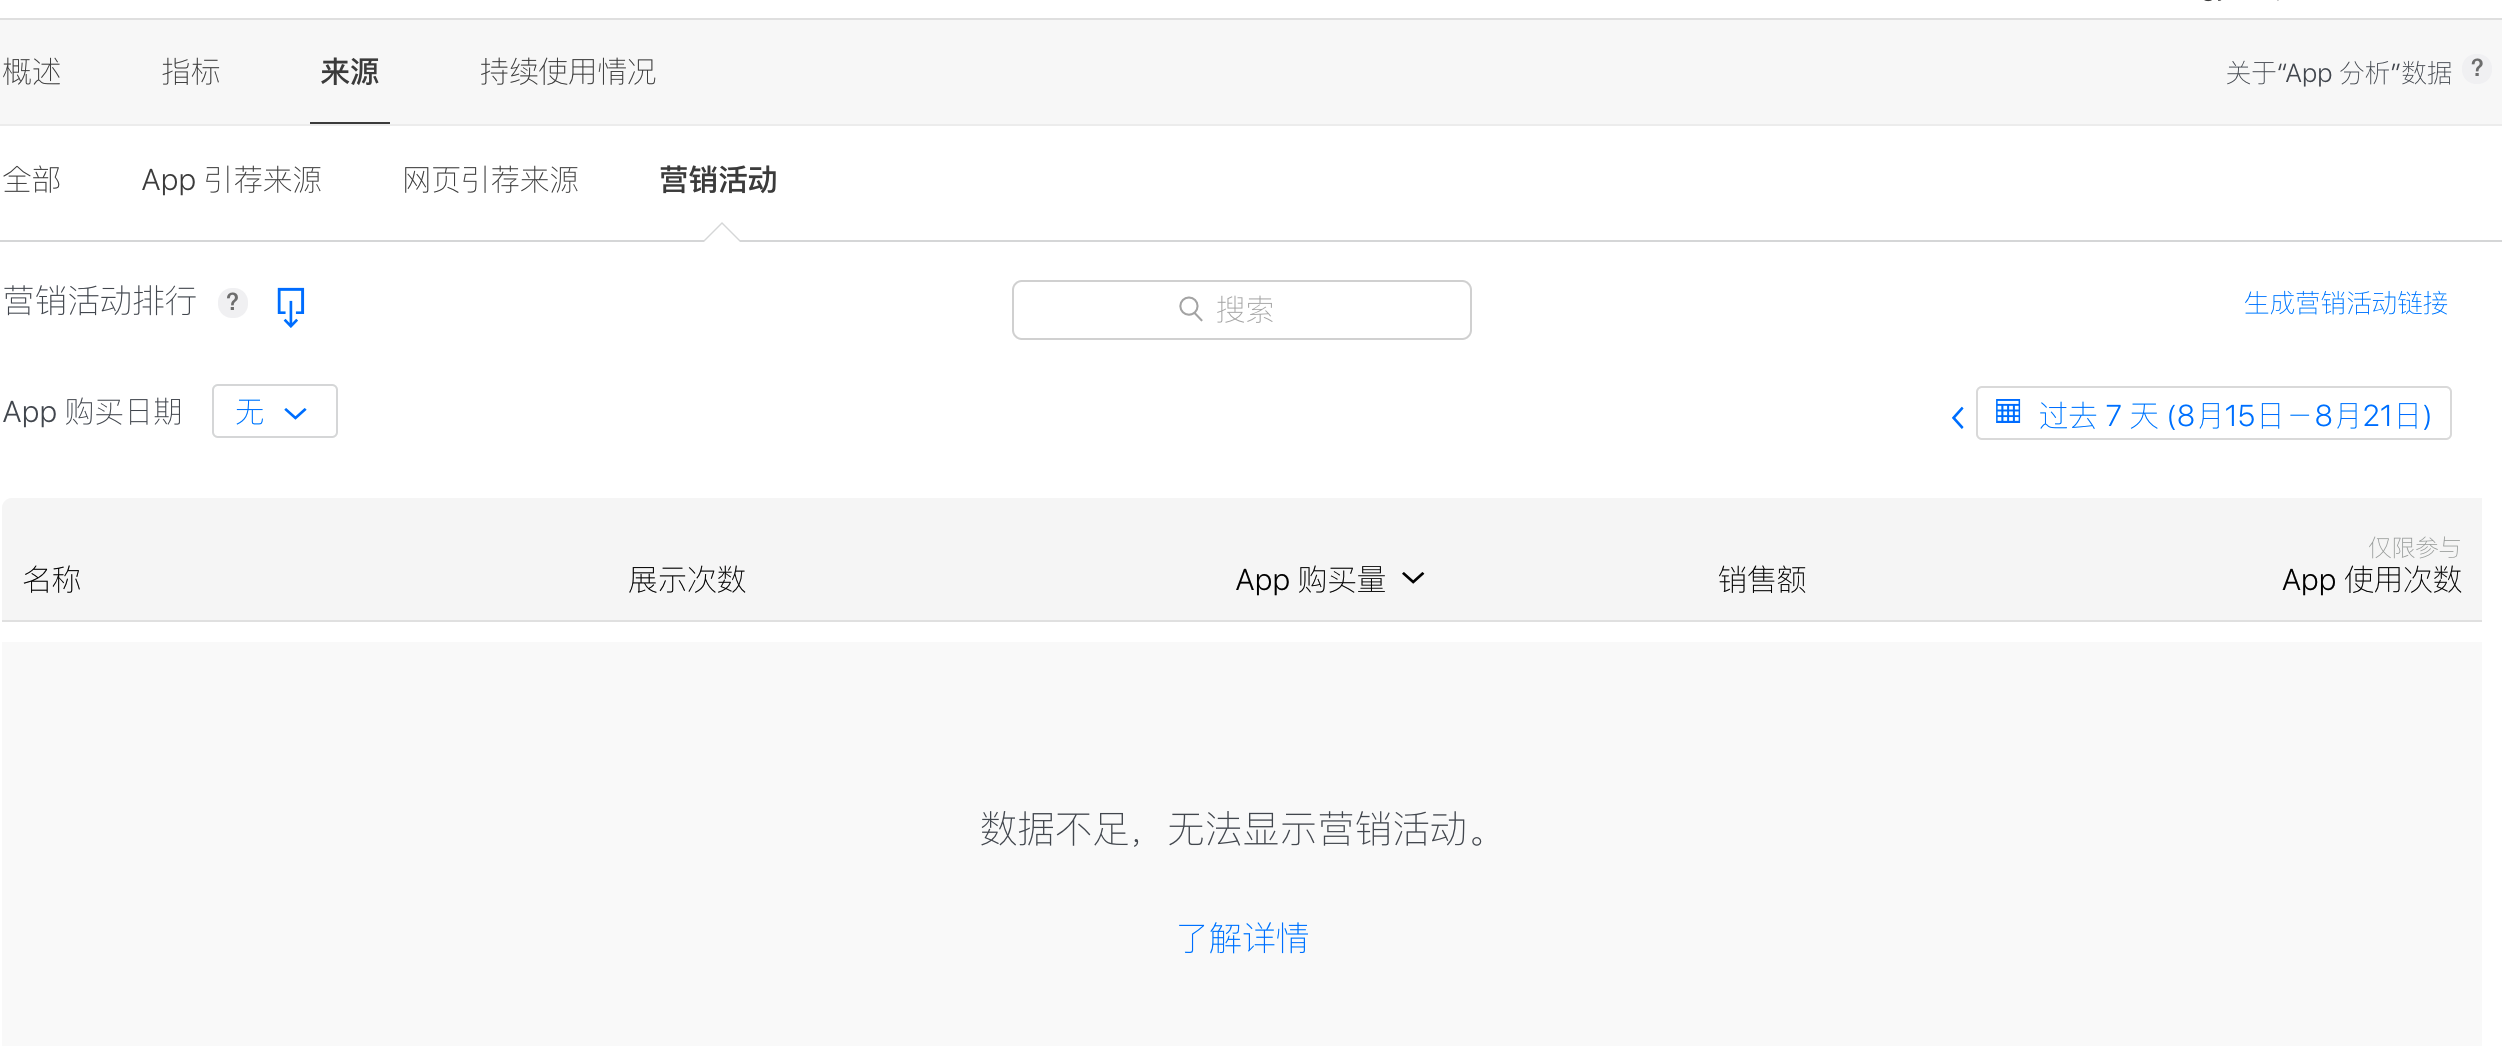 概述 指标 来源 持续使用情况 关于“App 分析”数据 ?
全部 App 引荐来源 网页引荐来源 营销活动
营销活动排行 ? 搜索 生成营销活动链接
App 购买日期 无 过去 7 天 (8月15日－8月21日)
仅限参与
名称 展示次数 App 购买量 销售额 App 使用次数
数据不足，无法显示营销活动。
了解详情